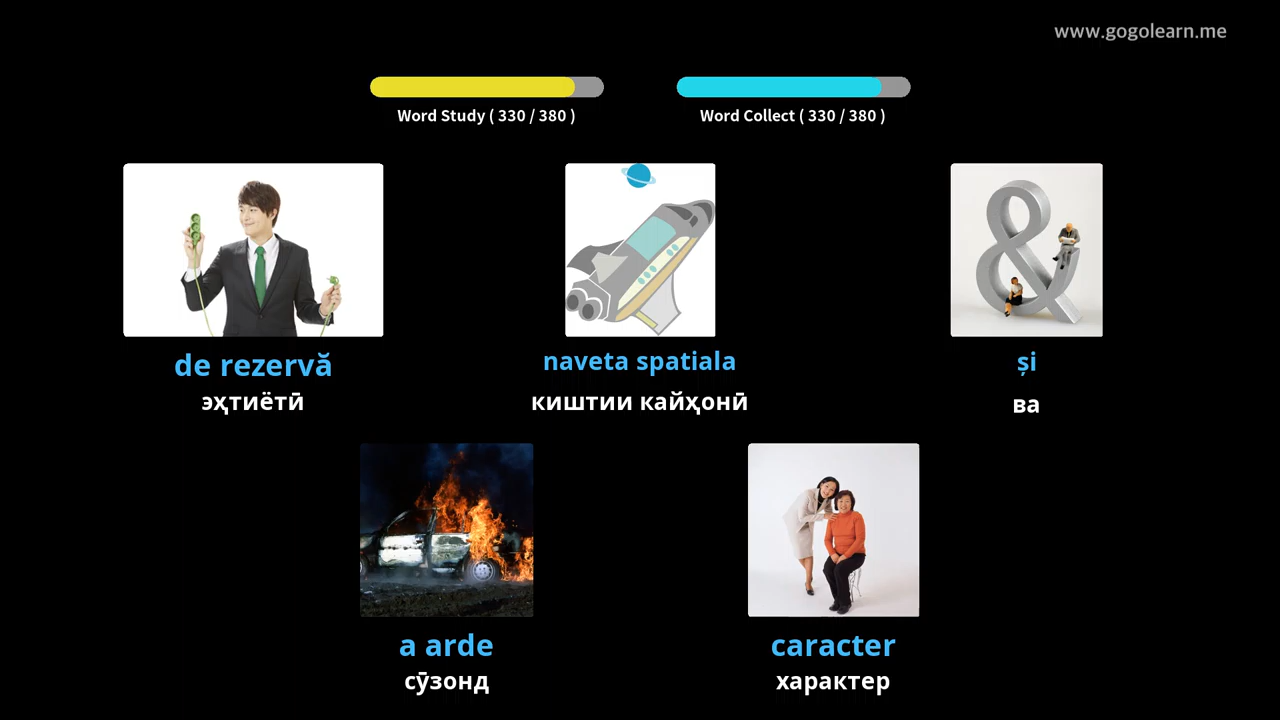 www.gogolearn.me
Word Study ( 330 / 380 )
Word Collect ( 330 / 380 )
de rezervă
эҳтиётӣ
naveta spatiala
киштии кайҳонӣ
și
ва
a arde
сӯзонд
caracter
характер